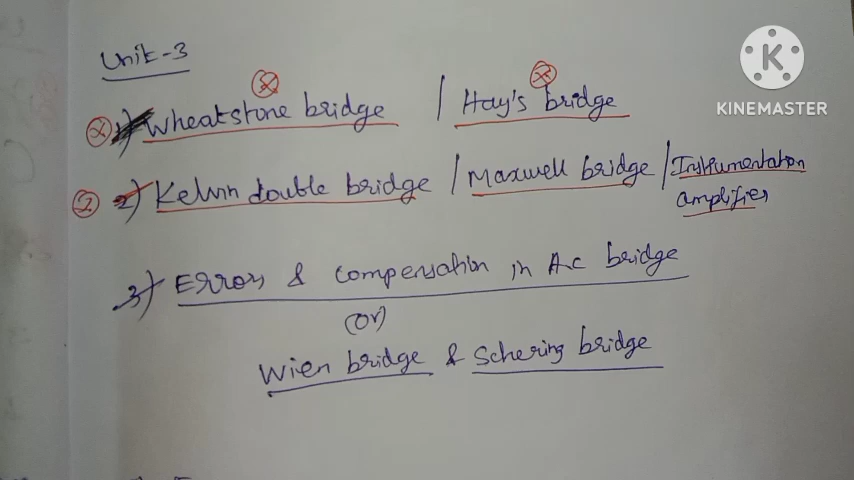 Unit-3
1) Wheatstone bridge / Hay's bridge
2) Kelvin double bridge / Maxwell bridge / Instrumentation
amplifier
3) Errors & compensation in A.C bridge
(or)
Wien bridge & Schering bridge
K
KINEMASTER